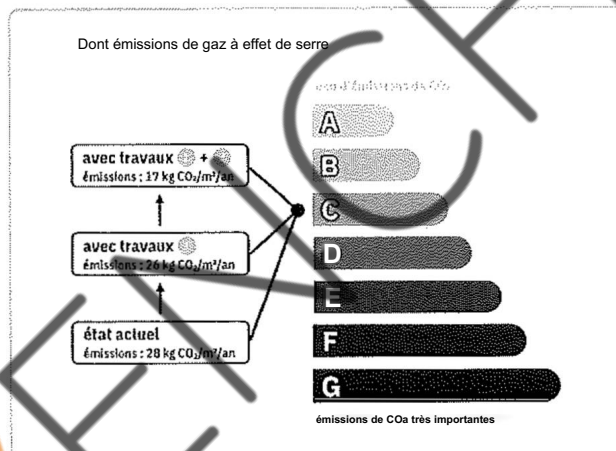 Dont émissions de gaz à effet de serre
A
avec travaux +
émissions : 17 kg CO₂/m²/an
B
C
avec travaux
émissions : 26 kg CO₂/m²/an
D
E
état actuel
émissions : 28 kg CO₂/m²/an
F
G
émissions de COa très importantes